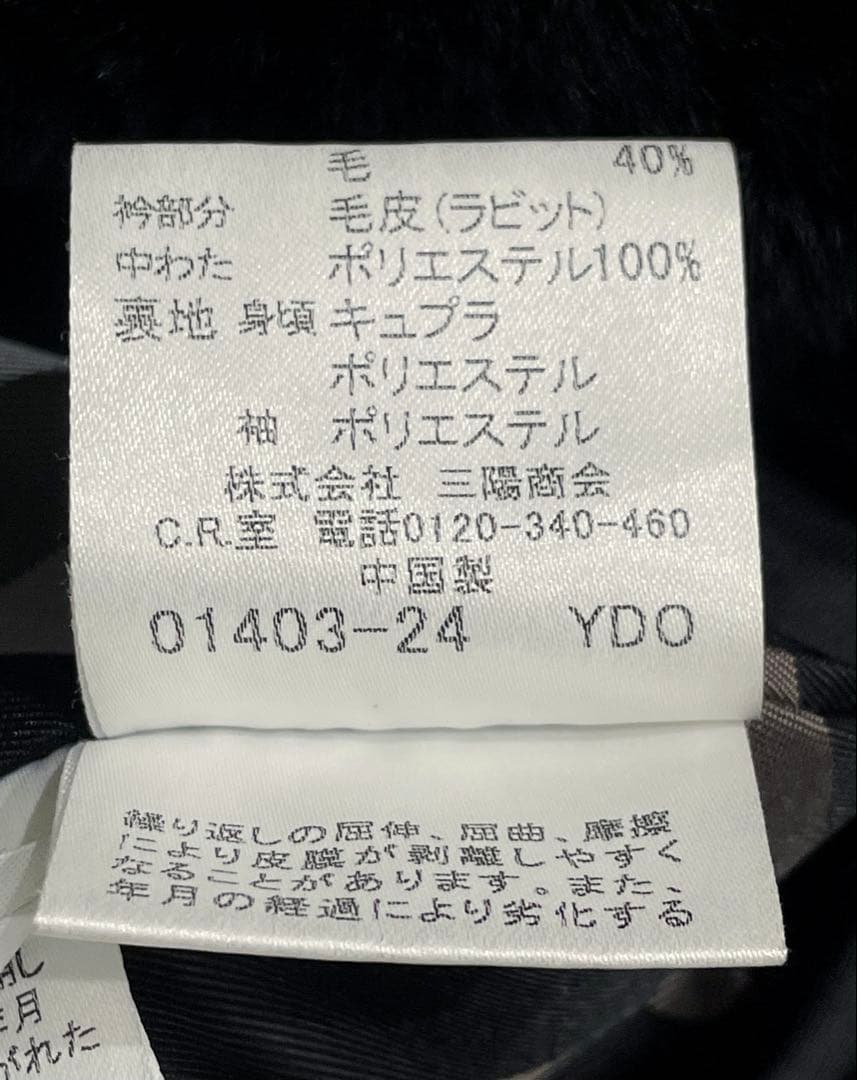 毛 40%
衿部分 毛皮(ラビット)
中わた ポリエステル100%
裏地 身頃 キュプラ
ポリエステル
袖 ポリエステル
株式会社 三陽商会
C.R.室 電話0120-340-460
中国製
01403-24 YDO
繰り返しの屈伸、屈曲、摩擦
により皮膜が剥離しやすく
なることがあります。また、
年月の経過により劣化する
月
がれた